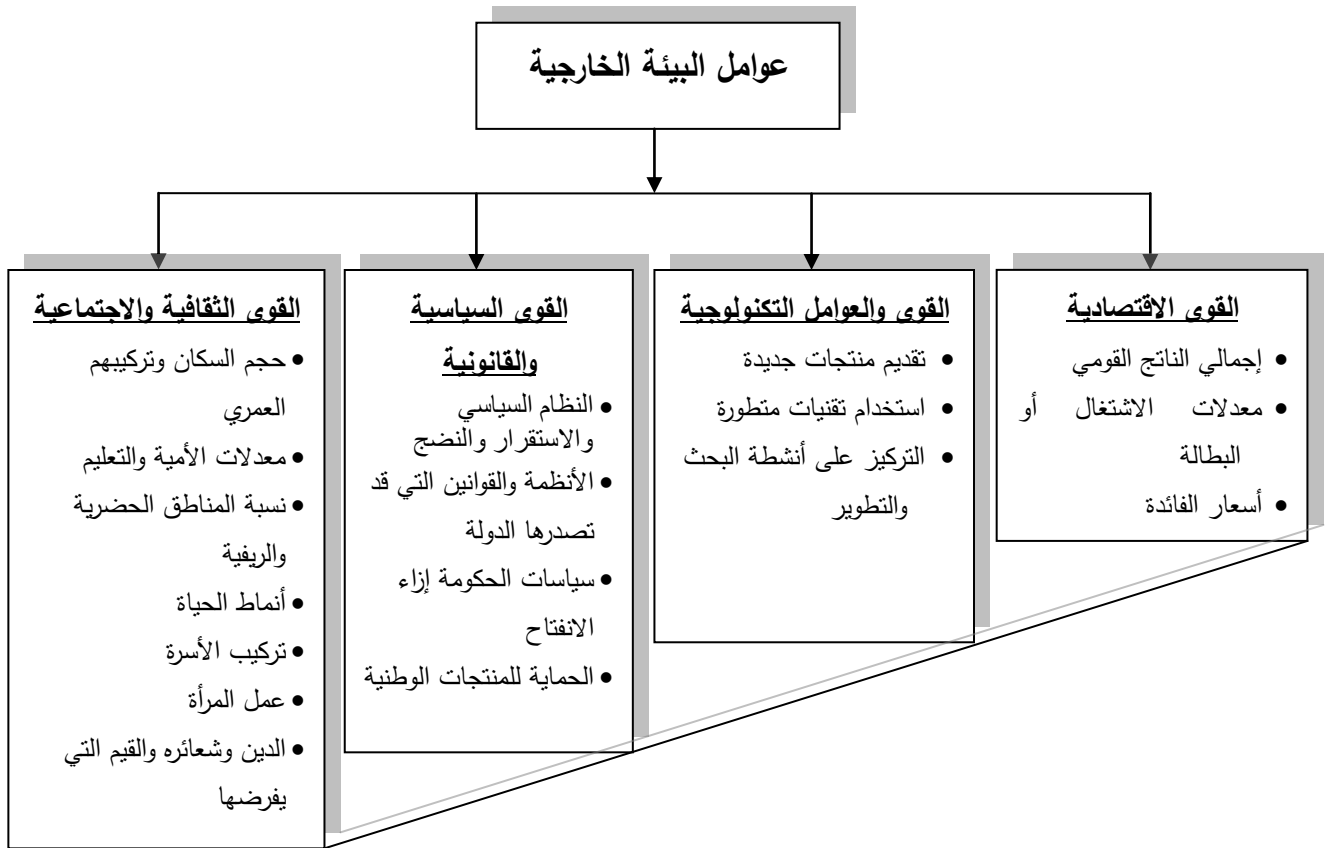 عوامل البيئة الخارجية
القوى الاقتصادية
• إجمالي الناتج القومي
• معدلات الاشتغال أو
البطالة
• أسعار الفائدة
القوى والعوامل التكنولوجية
• تقديم منتجات جديدة
• استخدام تقنيات متطورة
• التركيز على أنشطة البحث
والتطوير
القوى السياسية
والقانونية
• النظام السياسي
والاستقرار والنضج
• الأنظمة والقوانين التي قد
تصدرها الدولة
• سياسات الحكومة إزاء
الانفتاح
• الحماية للمنتجات الوطنية
القوى الثقافية والاجتماعية
• حجم السكان وتركيبهم
العمري
• معدلات الأمية والتعليم
• نسبة المناطق الحضرية
والريفية
• أنماط الحياة
• تركيب الأسرة
• عمل المرأة
• الدين وشعائره والقيم التي
يفرضها